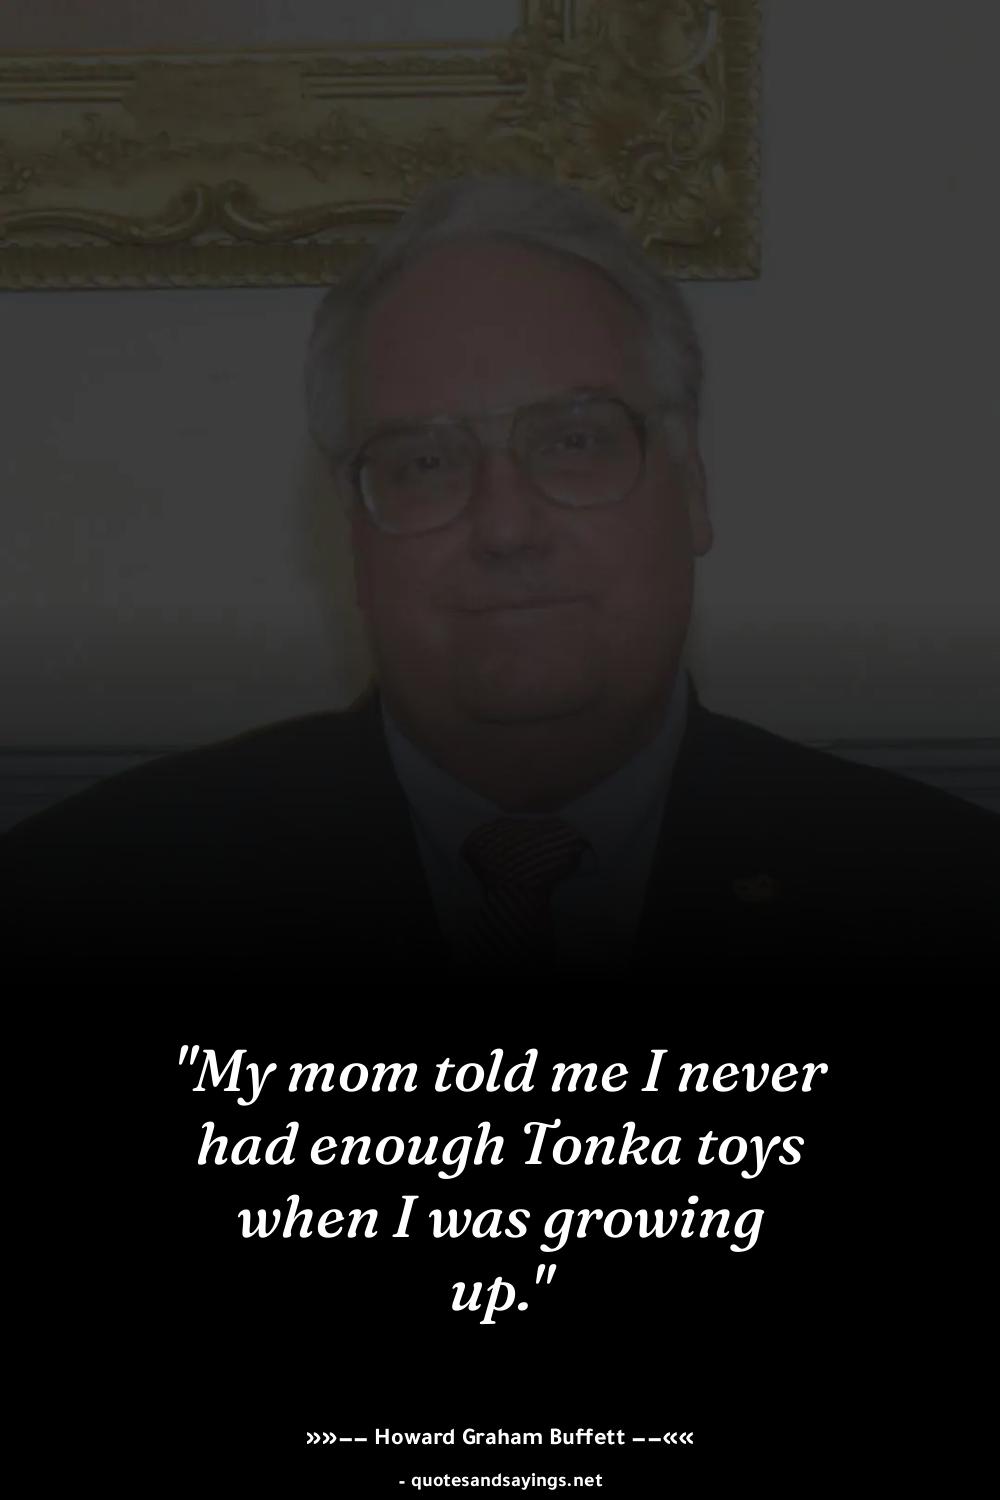 "My mom told me I never
had enough Tonka toys
when I was growing
up."
»»−− Howard Graham Buffett −−««
- quotesandsayings.net